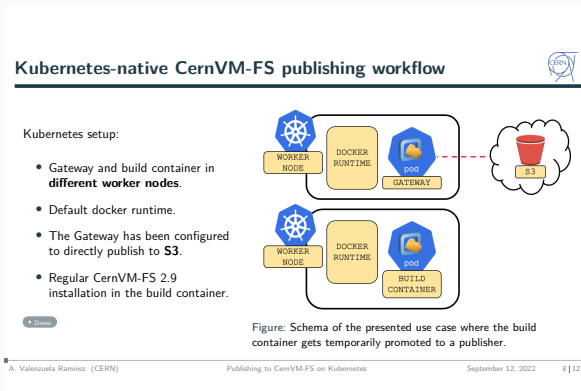 Kubernetes-native CernVM-FS publishing workflow
CERN
Kubernetes setup:
• Gateway and build container in
different worker nodes.
• Default docker runtime.
• The Gateway has been configured
to directly publish to S3.
• Regular CernVM-FS 2.9
installation in the build container.
Demo
WORKER
NODE
DOCKER
RUNTIME
pod
GATEWAY
S3
WORKER
NODE
DOCKER
RUNTIME
pod
BUILD
CONTAINER
Figure: Schema of the presented use case where the build
container gets temporarily promoted to a publisher.
A. Valenzuela Ramírez (CERN)
Publishing to CernVM-FS on Kubernetes
September 12, 2022
8|12